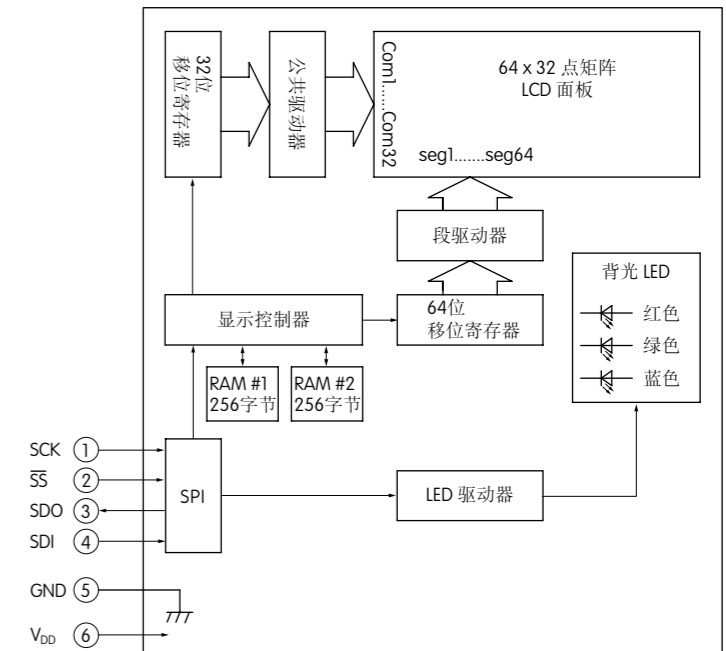 32位
移位寄存器
公共驱动器
Com1......Com32
64 x 32 点矩阵
LCD 面板
seg1.......seg64
段驱动器
背光 LED
红色
绿色
蓝色
显示控制器
64位
移位寄存器
RAM #1
256字节
RAM #2
256字节
SCK 1
SS 2
SDO 3
SDI 4
SPI
LED 驱动器
GND 5
VDD 6